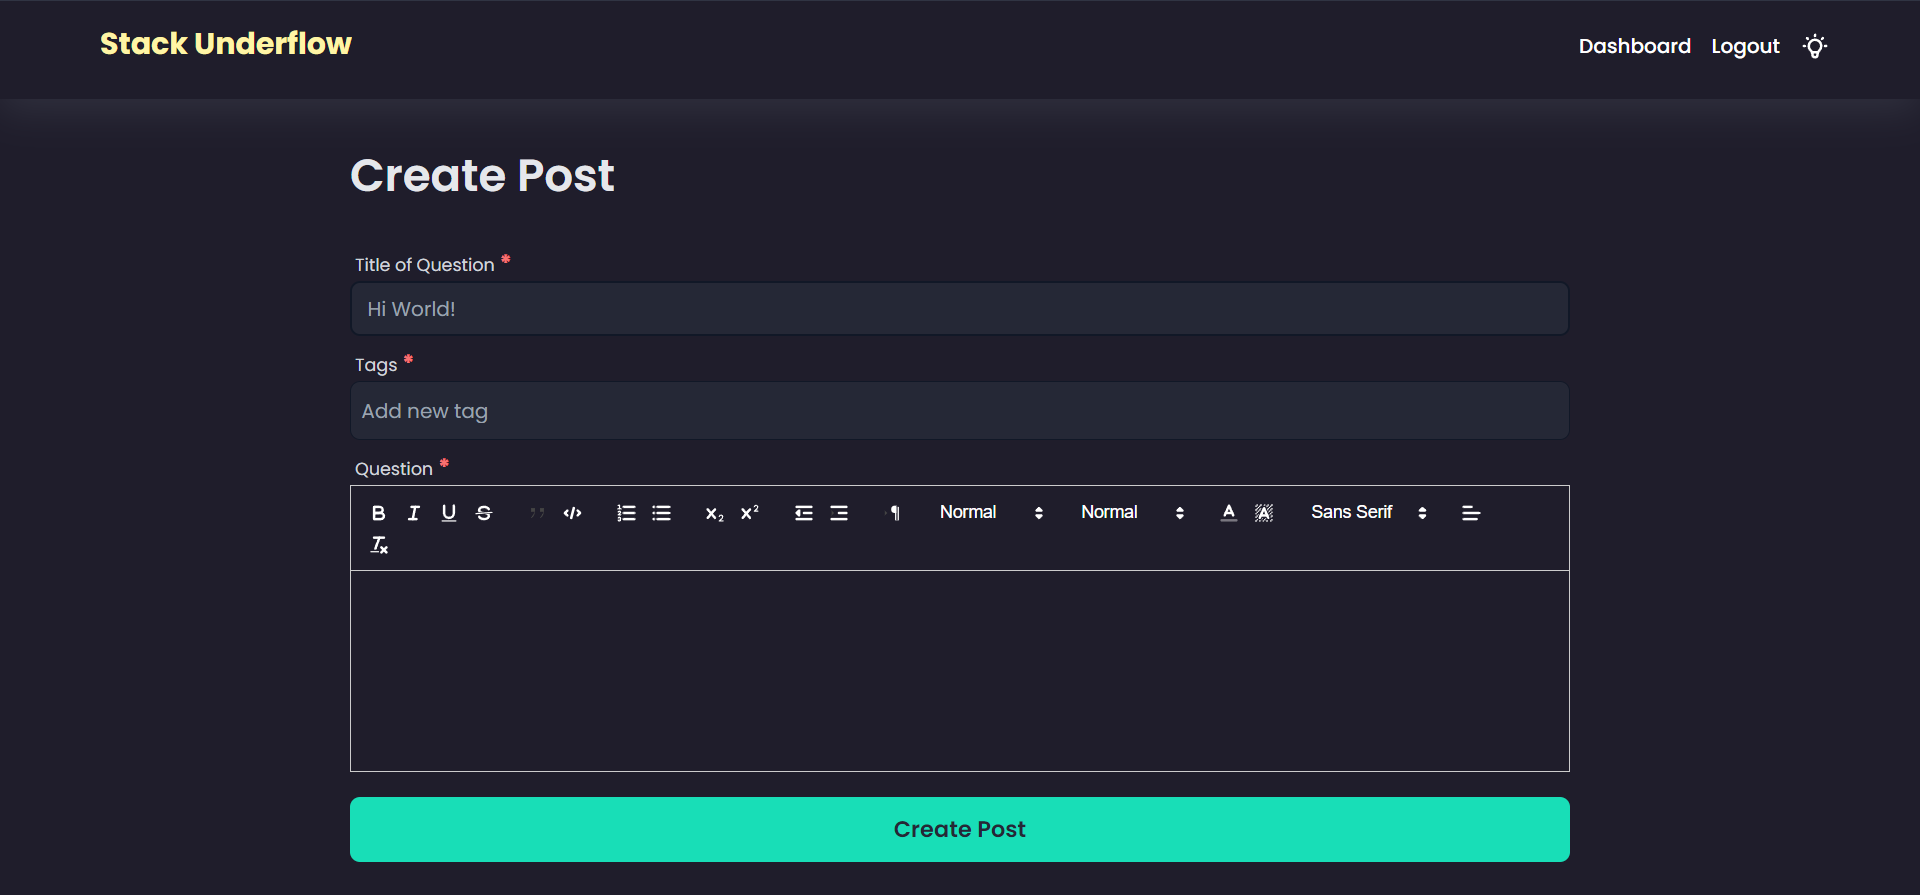 Stack Underflow
Dashboard Logout
Create Post
Title of Question *
Hi World!
Tags *
Add new tag
Question *
Normal Normal Sans Serif
Create Post